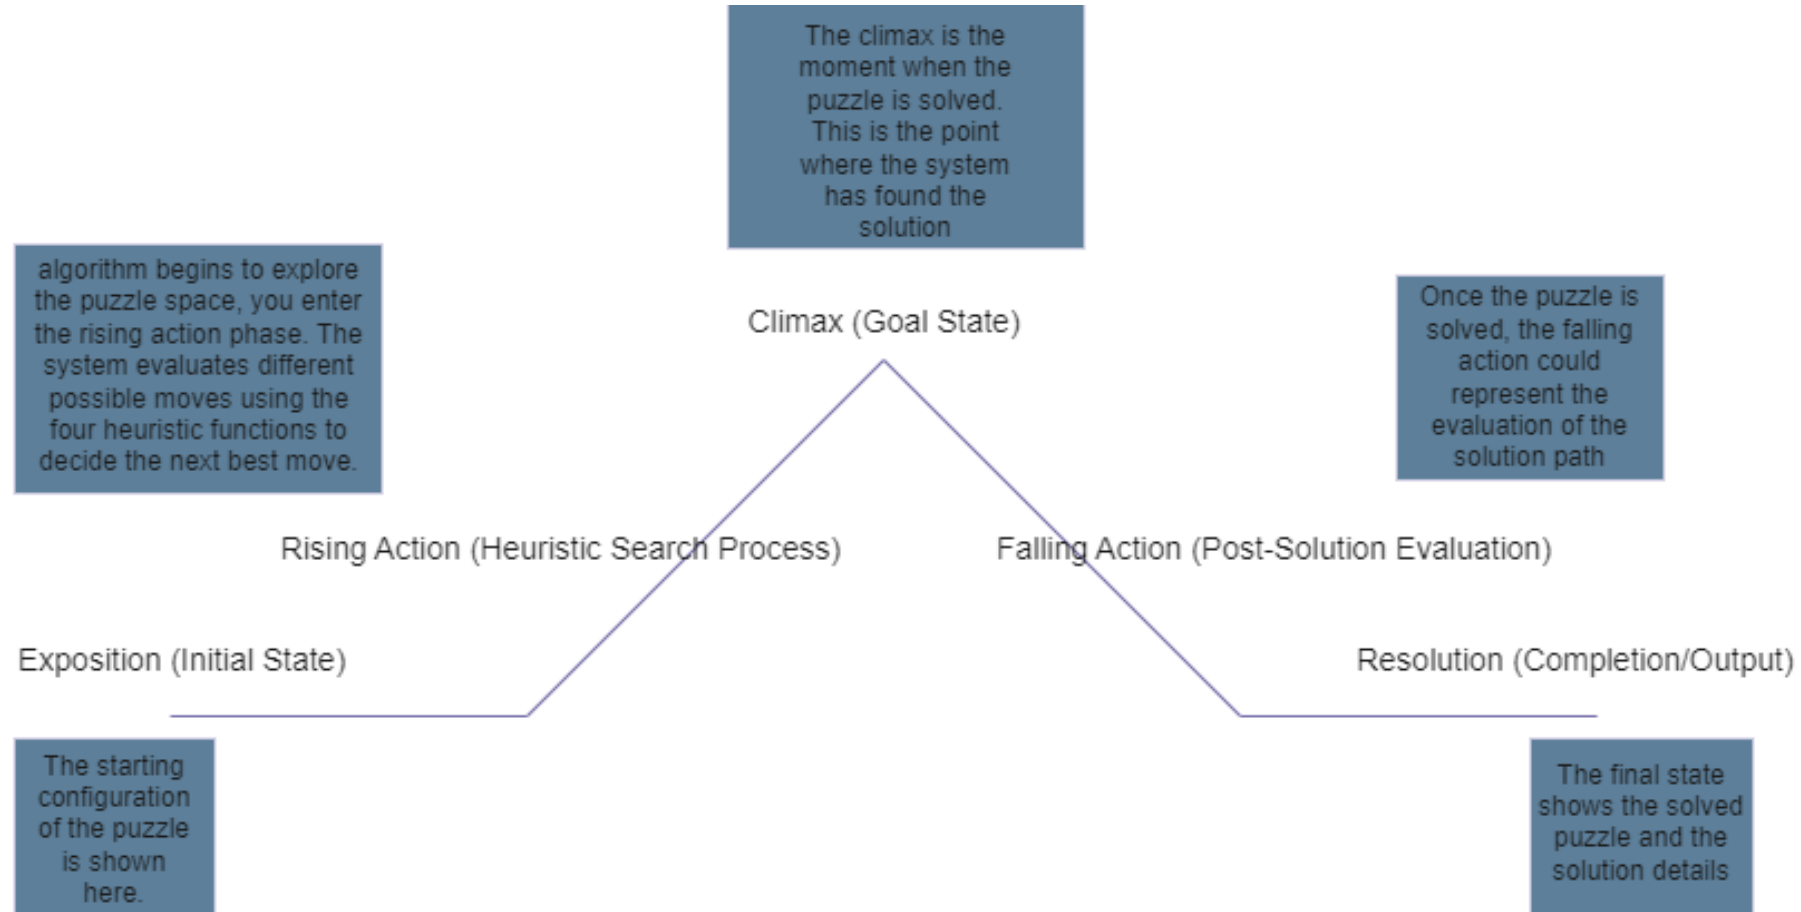 The climax is the
moment when the
puzzle is solved.
This is the point
where the system
has found the
solution
algorithm begins to explore
the puzzle space, you enter
the rising action phase. The
system evaluates different
possible moves using the
four heuristic functions to
decide the next best move.
Once the puzzle is
solved, the falling
action could
represent the
evaluation of the
solution path
Climax (Goal State)
Rising Action (Heuristic Search Process)
Falling Action (Post-Solution Evaluation)
Exposition (Initial State)
Resolution (Completion/Output)
The starting
configuration
of the puzzle
is shown
here.
The final state
shows the solved
puzzle and the
solution details